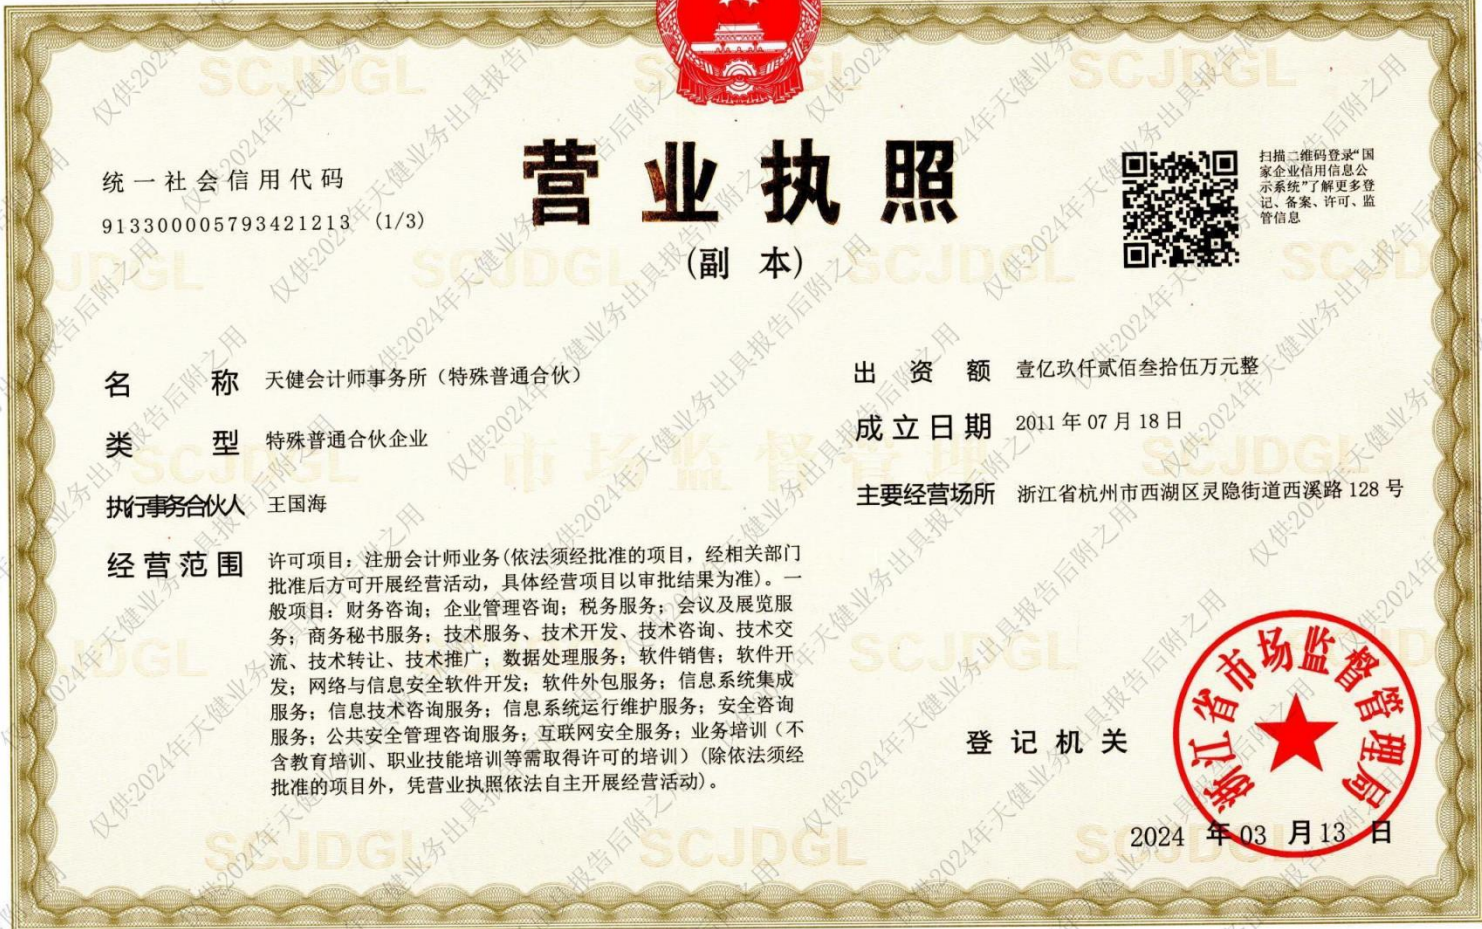 营业执照
(副 本)
统一社会信用代码
913300005793421213 (1/3)
扫描二维码登录“国
家企业信用信息公
示系统”了解更多登
记、备案、许可、监
管信息
名 称 天健会计师事务所（特殊普通合伙）
类 型 特殊普通合伙企业
执行事务合伙人 王国海
经营范围 许可项目：注册会计师业务(依法须经批准的项目，经相关部门
批准后方可开展经营活动，具体经营项目以审批结果为准)。一
般项目：财务咨询；企业管理咨询；税务服务；会议及展览服
务；商务秘书服务；技术服务、技术开发、技术咨询、技术交
流、技术转让、技术推广；数据处理服务；软件销售；软件开
发；网络与信息安全软件开发；软件外包服务；信息系统集成
服务；信息技术咨询服务；信息系统运行维护服务；安全咨询
服务；公共安全管理咨询服务；互联网安全服务；业务培训（不
含教育培训、职业技能培训等需取得许可的培训）(除依法须经
批准的项目外，凭营业执照依法自主开展经营活动)。
出 资 额 壹亿玖仟贰佰叁拾伍万元整
成立日期 2011 年 07 月 18 日
主要经营场所 浙江省杭州市西湖区灵隐街道西溪路 128 号
登记机关
浙江省市场监督管理局
2024 年 03 月 13 日
市场监督管理
SCJDGL
仅供2024年天健业务出具报告后附之用